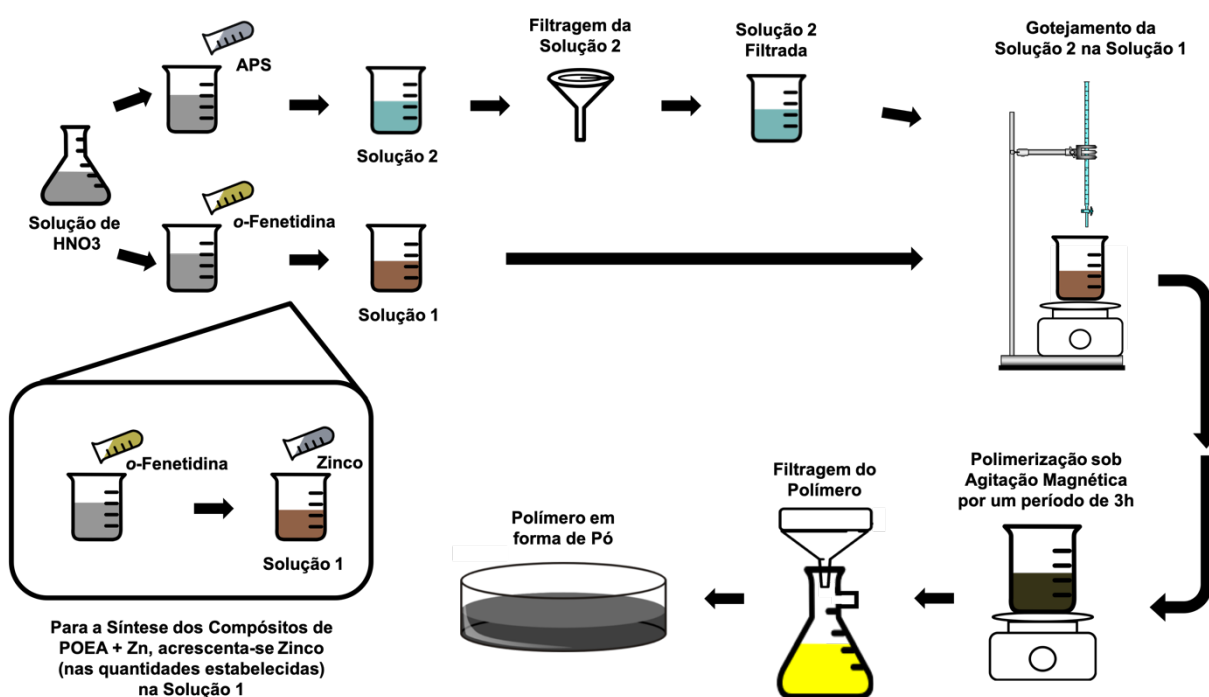 APS
Solução 2
Filtragem da
Solução 2
Solução 2
Filtrada
Gotejamento da
Solução 2 na Solução 1
Solução de
HNO3
o-Fenetidina
Solução 1
o-Fenetidina
Zinco
Solução 1
Para a Síntese dos Compósitos de
POEA + Zn, acrescenta-se Zinco
(nas quantidades estabelecidas)
na Solução 1
Polimerização sob
Agitação Magnética
por um período de 3h
Filtragem do
Polímero
Polímero em
forma de Pó